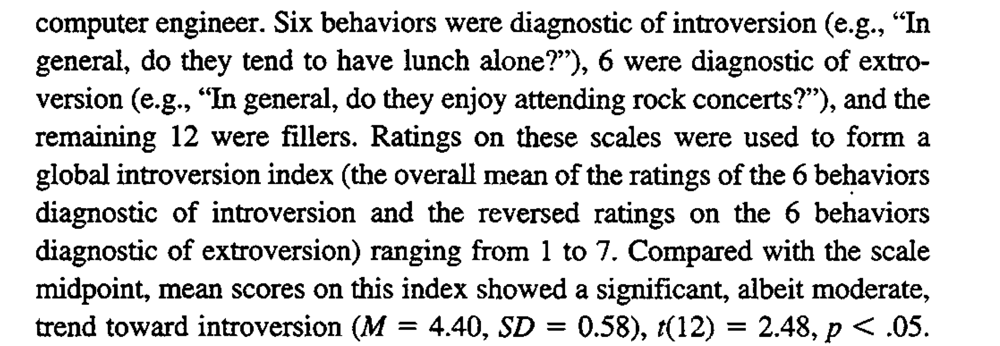 computer engineer. Six behaviors were diagnostic of introversion (e.g., “In
general, do they tend to have lunch alone?”), 6 were diagnostic of extro-
version (e.g., “In general, do they enjoy attending rock concerts?”), and the
remaining 12 were fillers. Ratings on these scales were used to form a
global introversion index (the overall mean of the ratings of the 6 behaviors
diagnostic of introversion and the reversed ratings on the 6 behaviors
diagnostic of extroversion) ranging from 1 to 7. Compared with the scale
midpoint, mean scores on this index showed a significant, albeit moderate,
trend toward introversion (M = 4.40, SD = 0.58), t(12) = 2.48, p < .05.